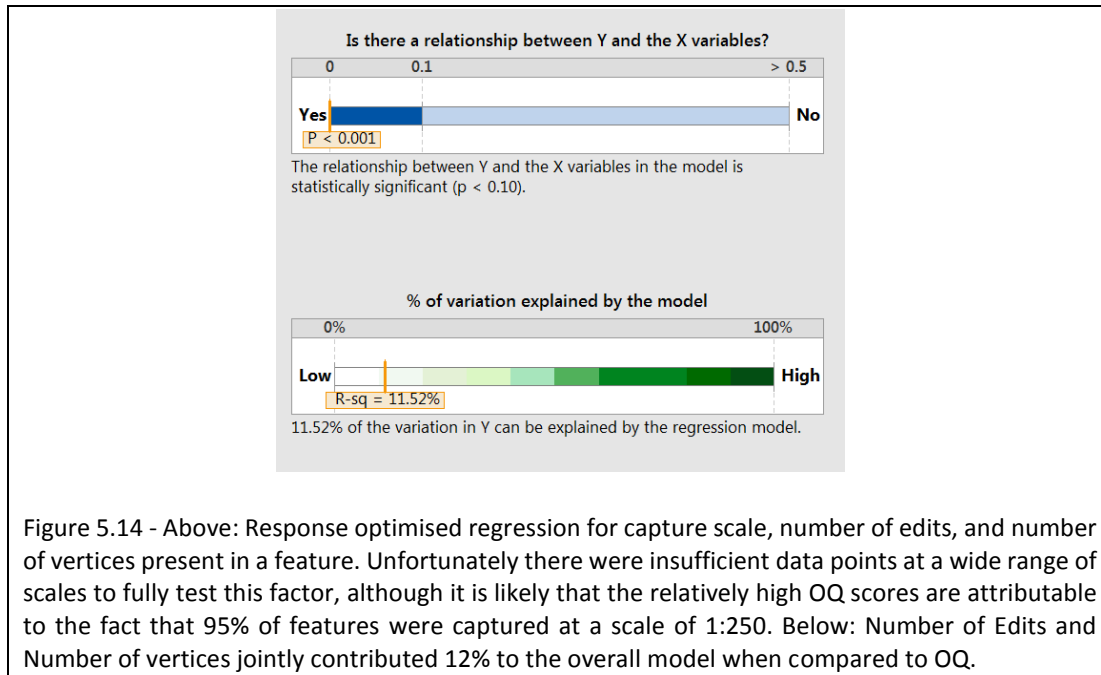 Is there a relationship between Y and the X variables?
0 0.1 > 0.5
Yes No
P < 0.001
The relationship between Y and the X variables in the model is
statistically significant (p < 0.10).
% of variation explained by the model
0% 100%
Low High
R-sq = 11.52%
11.52% of the variation in Y can be explained by the regression model.
Figure 5.14 - Above: Response optimised regression for capture scale, number of edits, and number
of vertices present in a feature. Unfortunately there were insufficient data points at a wide range of
scales to fully test this factor, although it is likely that the relatively high OQ scores are attributable
to the fact that 95% of features were captured at a scale of 1:250. Below: Number of Edits and
Number of vertices jointly contributed 12% to the overall model when compared to OQ.